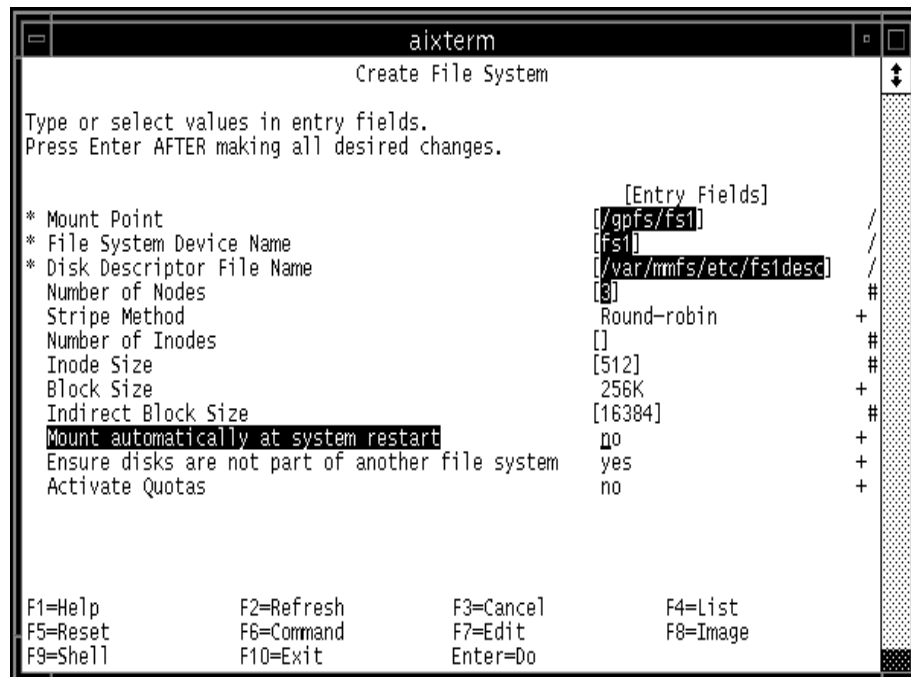 aixterm
Create File System
Type or select values in entry fields.
Press Enter AFTER making all desired changes.
[Entry Fields]
* Mount Point [/gpfs/fs1] /
* File System Device Name [fs1] /
* Disk Descriptor File Name [/var/mmfs/etc/fs1desc] /
Number of Nodes [3] #
Stripe Method Round-robin +
Number of Inodes [] #
Inode Size [512] #
Block Size 256K +
Indirect Block Size [16384] #
Mount automatically at system restart no +
Ensure disks are not part of another file system yes +
Activate Quotas no +
F1=Help F2=Refresh F3=Cancel F4=List
F5=Reset F6=Command F7=Edit F8=Image
F9=Shell F10=Exit Enter=Do